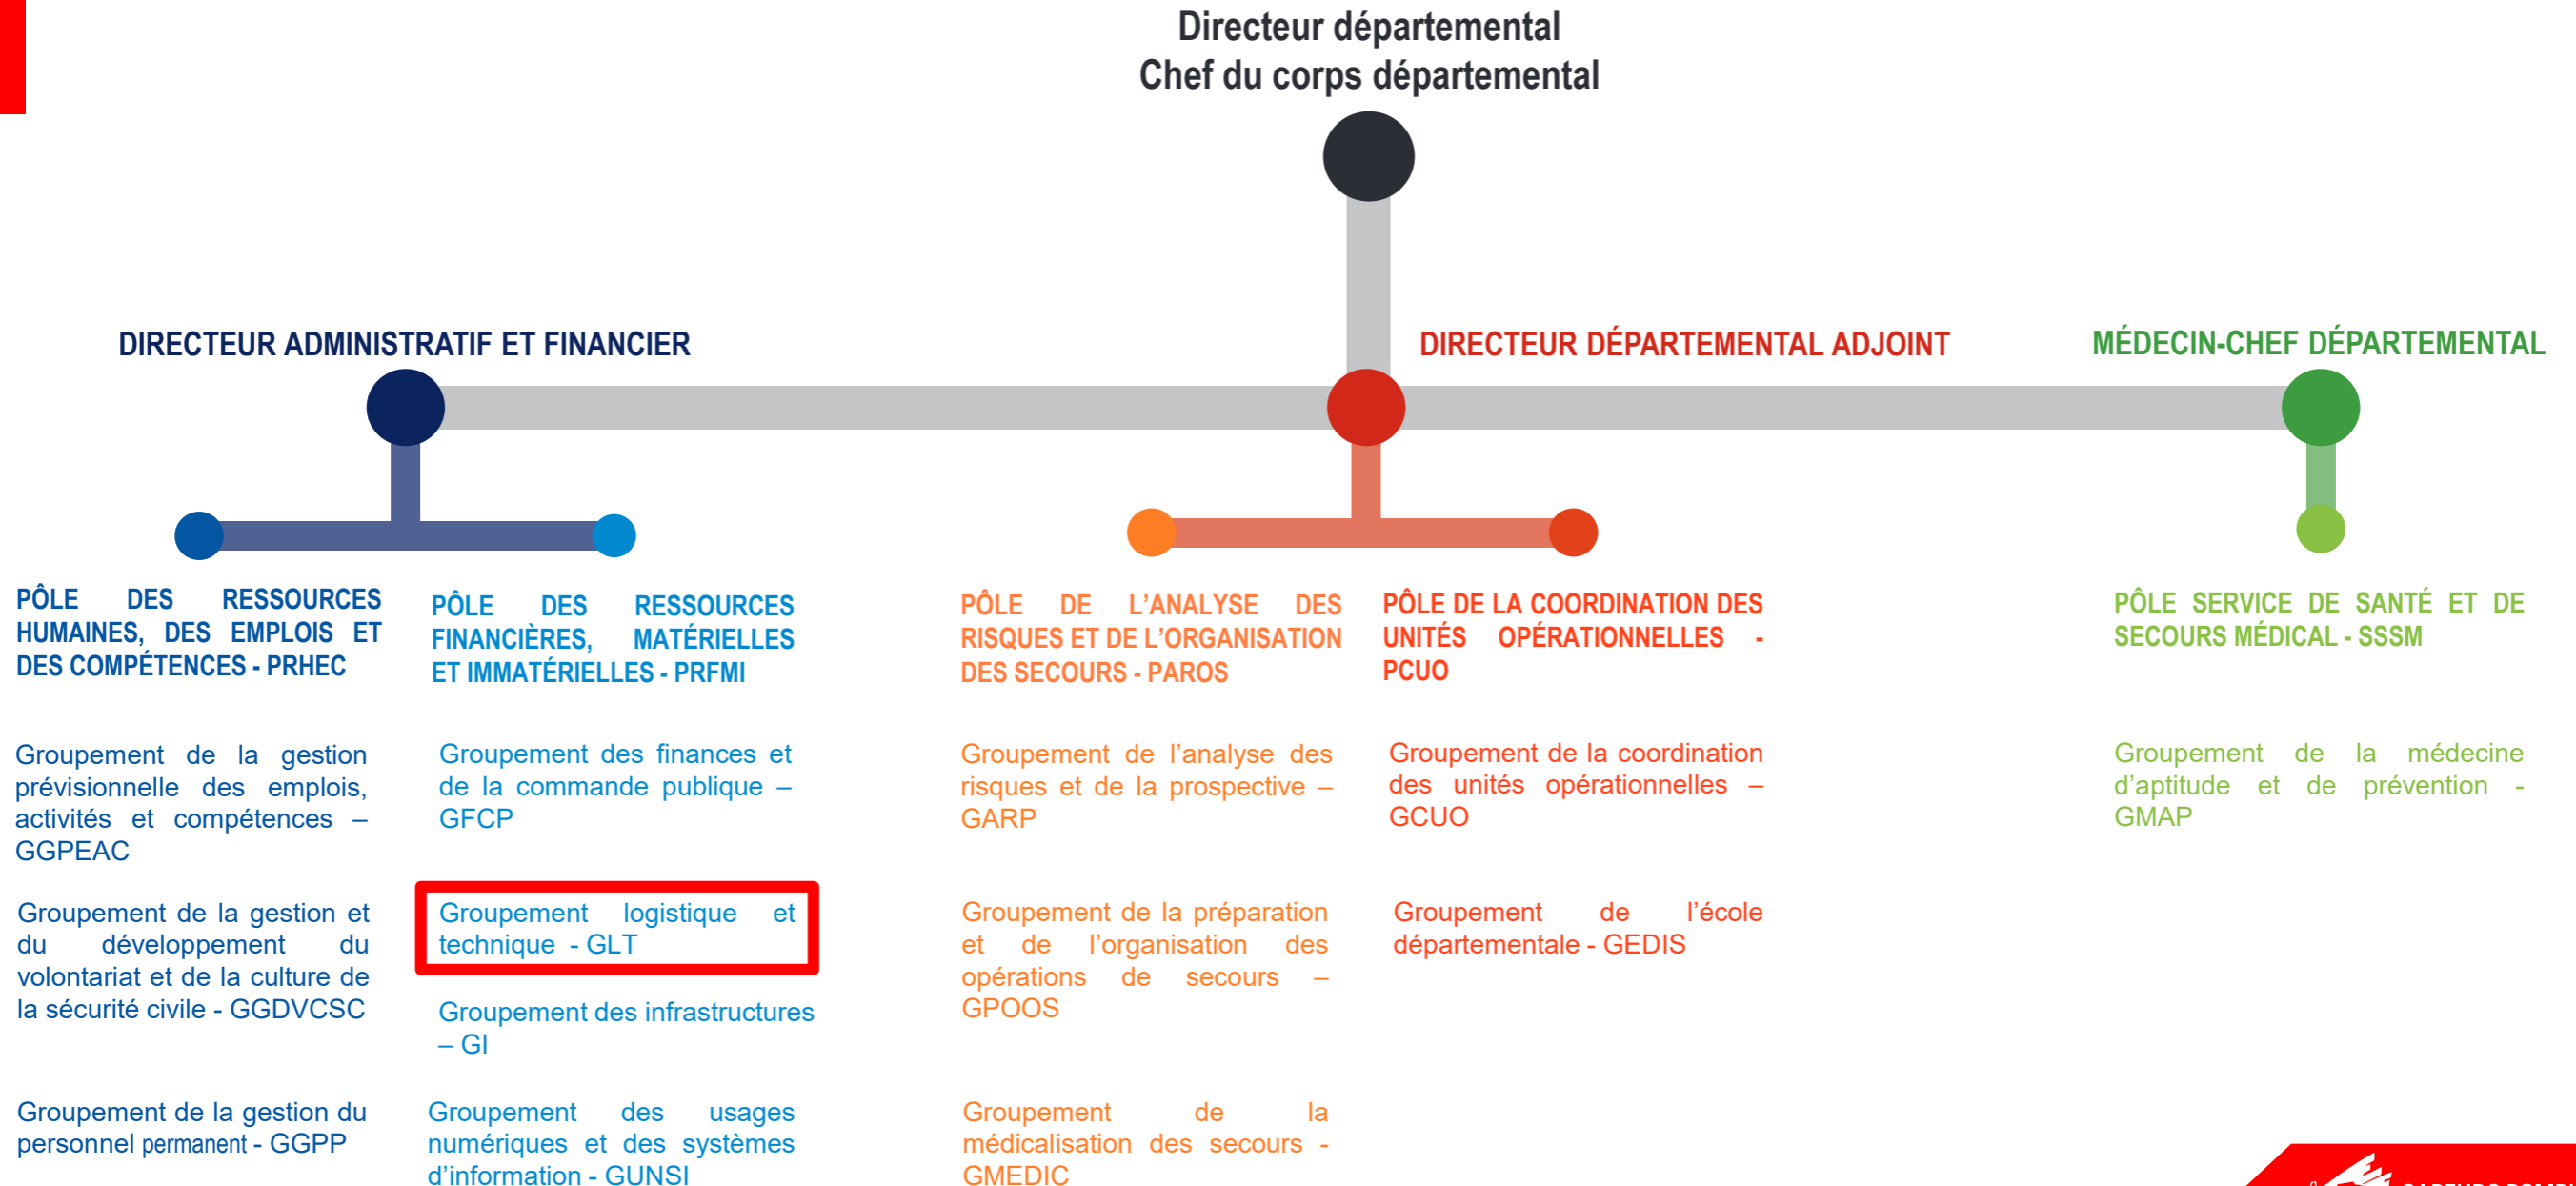 Directeur départemental
Chef du corps départemental
DIRECTEUR ADMINISTRATIF ET FINANCIER
DIRECTEUR DÉPARTEMENTAL ADJOINT
MÉDECIN-CHEF DÉPARTEMENTAL
PÔLE DES RESSOURCES
HUMAINES, DES EMPLOIS ET
DES COMPÉTENCES - PRHEC
Groupement de la gestion
prévisionnelle des emplois,
activités et compétences –
GGPEAC
Groupement de la gestion et
du développement du
volontariat et de la culture de
la sécurité civile - GGDVCSC
Groupement de la gestion du
personnel permanent - GGPP
PÔLE DES RESSOURCES
FINANCIÈRES, MATÉRIELLES
ET IMMATÉRIELLES - PRFMI
Groupement des finances et
de la commande publique –
GFCP
Groupement logistique et
technique - GLT
Groupement des infrastructures
– GI
Groupement des usages
numériques et des systèmes
d'information - GUNSI
PÔLE DE L'ANALYSE DES
RISQUES ET DE L'ORGANISATION
DES SECOURS - PAROS
Groupement de l'analyse des
risques et de la prospective –
GARP
Groupement de la préparation
et de l'organisation des
opérations de secours –
GPOOS
Groupement de la
médicalisation des secours -
GMEDIC
PÔLE DE LA COORDINATION DES
UNITÉS OPÉRATIONNELLES -
PCUO
Groupement de la coordination
des unités opérationnelles –
GCUO
Groupement de l'école
départementale - GEDIS
PÔLE SERVICE DE SANTÉ ET DE
SECOURS MÉDICAL - SSSM
Groupement de la médecine
d'aptitude et de prévention -
GMAP